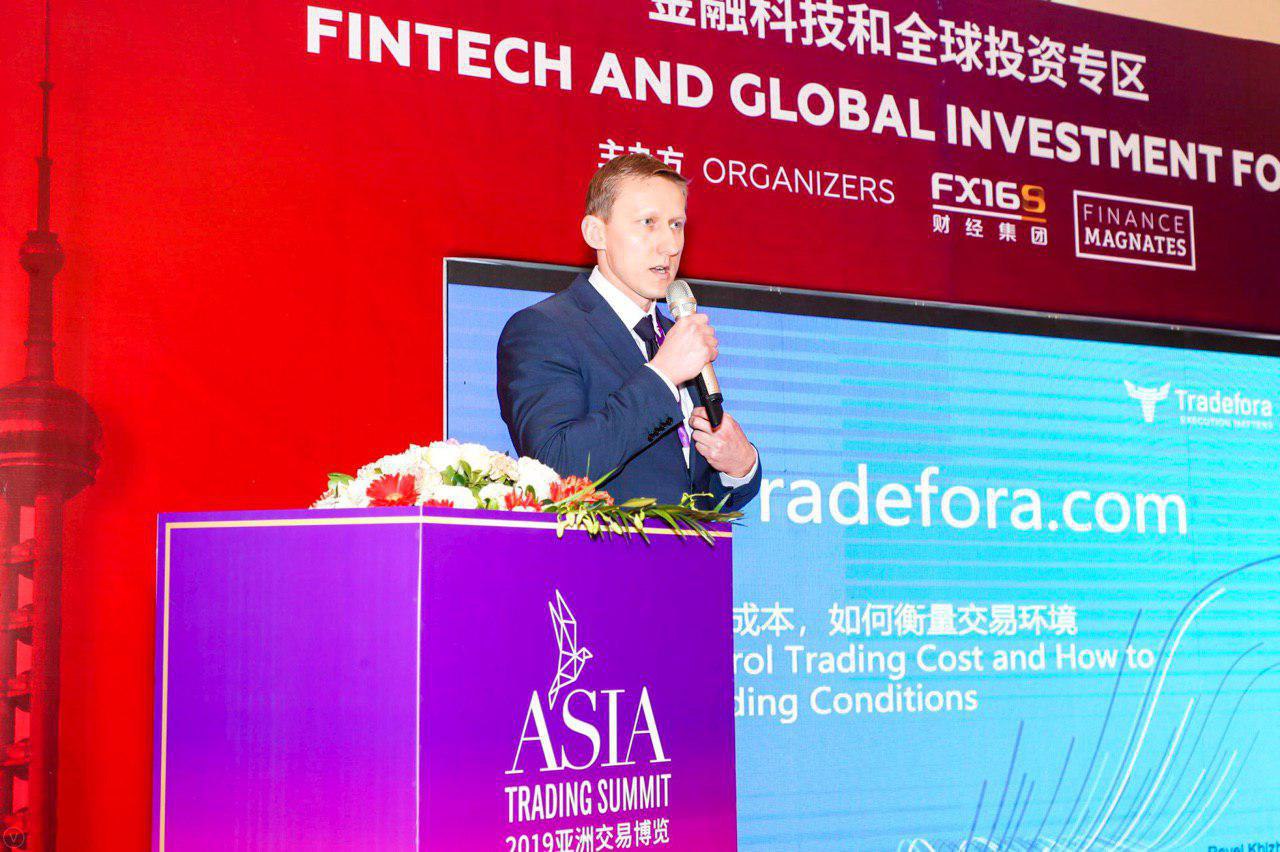 金融科技和全球投资专区
FINTECH AND GLOBAL INVESTMENT FO
主办方 ORGANIZERS
FX168
财经集团
FINANCE
MAGNATES
Tradefora
EXECUTION MATTERS
radefora.com
成本，如何衡量交易环境
rol Trading Cost and How to
ding Conditions
ASIA
TRADING SUMMIT
2019亚洲交易博览